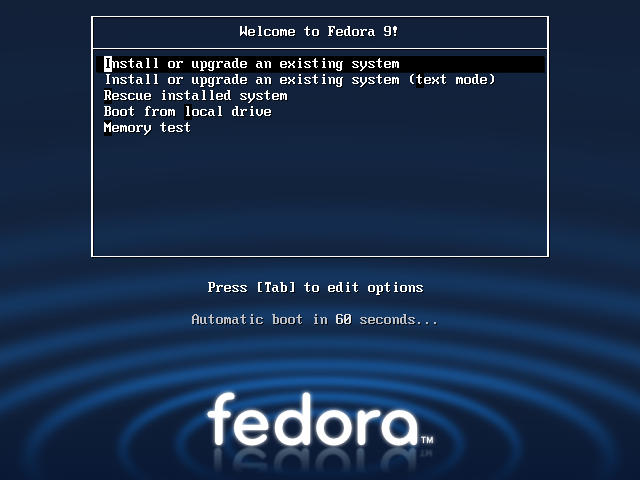 Welcome to Fedora 9!
Install or upgrade an existing system
Install or upgrade an existing system (text mode)
Rescue installed system
Boot from local drive
Memory test
Press [Tab] to edit options
Automatic boot in 60 seconds...
fedora™